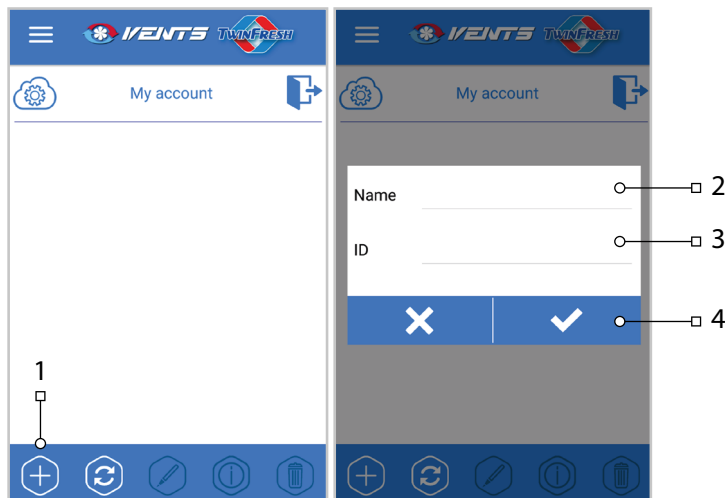 VENTS TWINFRESH
My account
1
VENTS TWINFRESH
My account
Name
2
ID
3
4